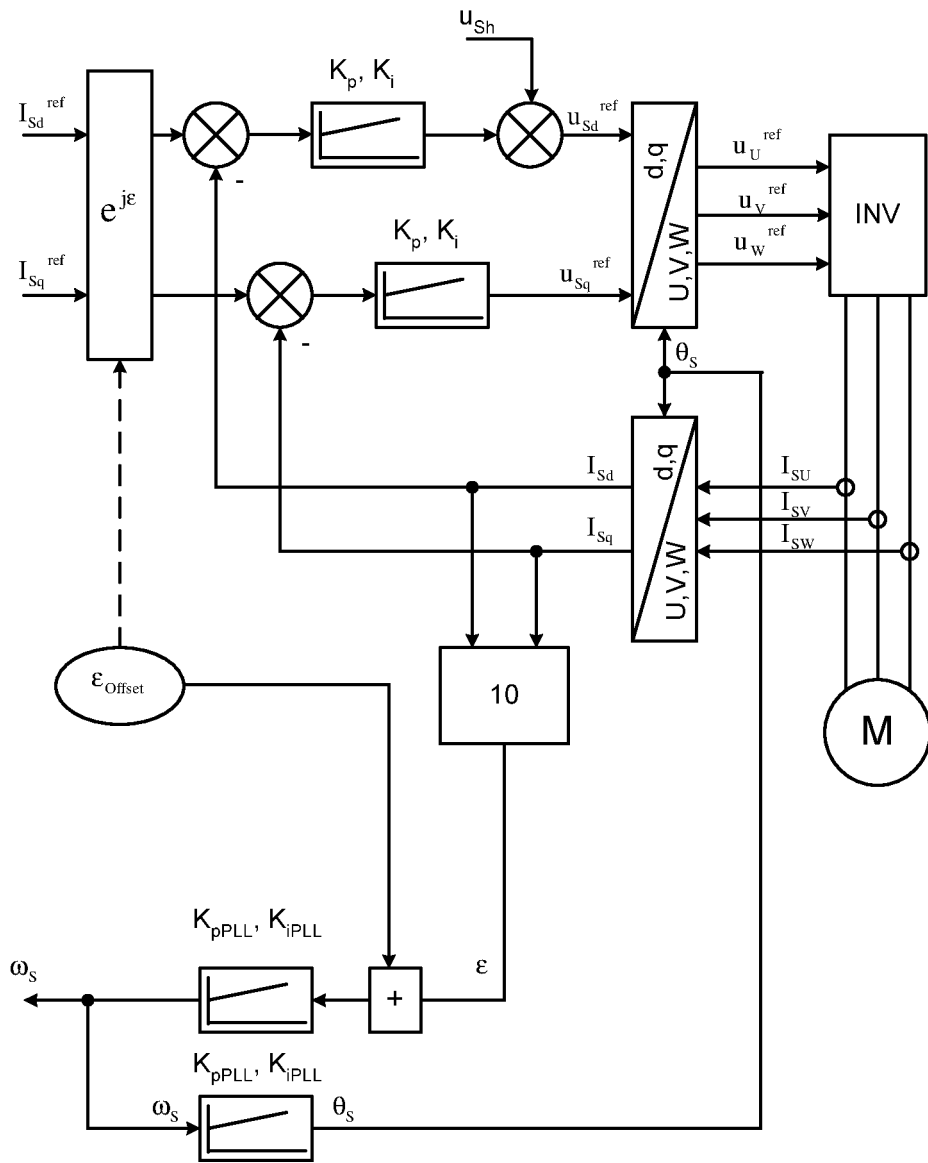 u_Sh
K_p, K_i
I_Sd^ref
u_Sd^ref
d,q
U,V,W
u_U^ref
u_V^ref
u_W^ref
INV
e^jε
K_p, K_i
I_Sq^ref
u_Sq^ref
-
-
θ_S
d,q
U,V,W
I_Sd
I_Sq
I_SU
I_SV
I_SW
ε_Offset
10
M
K_pPLL, K_iPLL
ω_S
+
ε
K_pPLL, K_iPLL
ω_S
θ_S